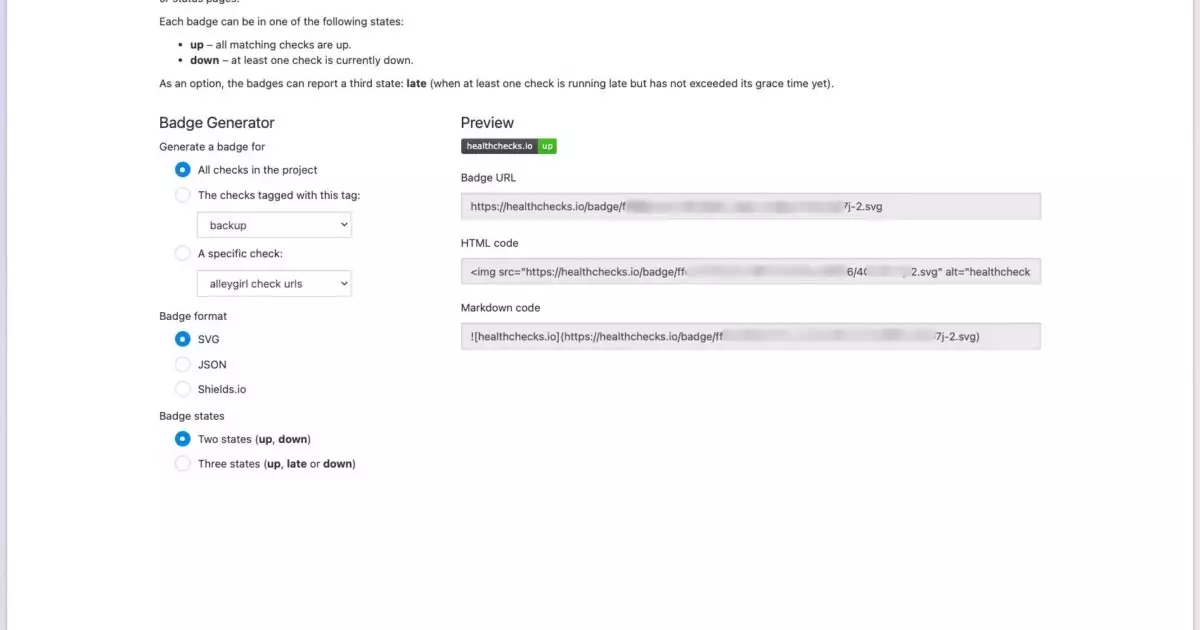 or status pages.
Each badge can be in one of the following states:
• up – all matching checks are up.
• down – at least one check is currently down.
As an option, the badges can report a third state: late (when at least one check is running late but has not exceeded its grace time yet).
Badge Generator
Generate a badge for
All checks in the project
The checks tagged with this tag:
backup
A specific check:
alleygirl check urls
Badge format
SVG
JSON
Shields.io
Badge states
Two states (up, down)
Three states (up, late or down)
Preview
healthchecks.io up
Badge URL
https://healthchecks.io/badge/f 7j-2.svg
HTML code
<img src="https://healthchecks.io/badge/ff 6/4 2.svg" alt="healthcheck
Markdown code
![healthchecks.io](https://healthchecks.io/badge/ff 7j-2.svg)